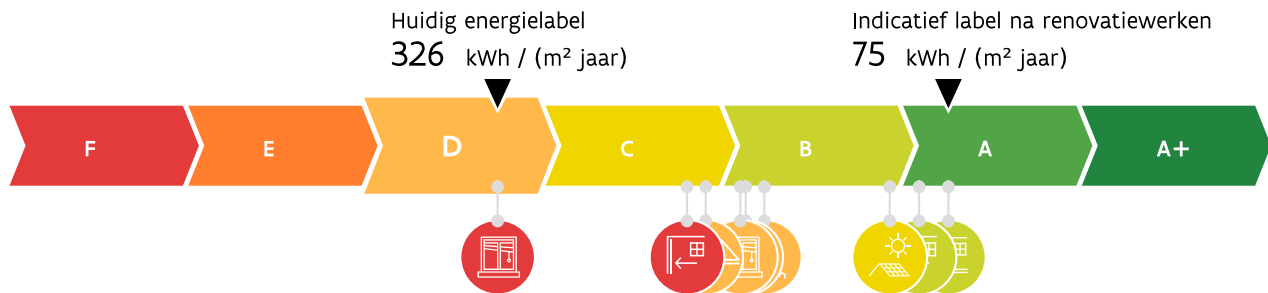 Huidig energielabel
326 kWh / (m² jaar)
Indicatief label na renovatiewerken
75 kWh / (m² jaar)
F E D C B A A+